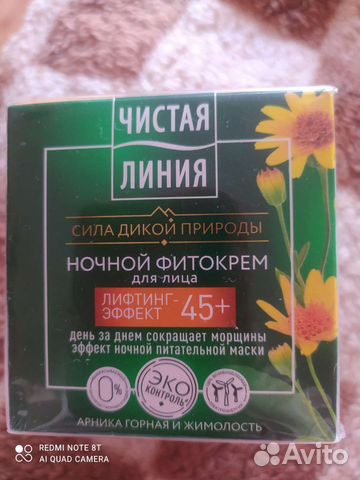 ЧИСТАЯ
ЛИНИЯ
СИЛА ДИКОЙ ПРИРОДЫ
НОЧНОЙ ФИТОКРЕМ
для лица
ЛИФТИНГ-
ЭФФЕКТ 45+
день за днем сокращает морщины
эффект ночной питательной маски
0%
ЭКО
КОНТРОЛЬ
АРНИКА ГОРНАЯ И ЖИМОЛОСТЬ
REDMI NOTE 8T
AI QUAD CAMERA
Avito